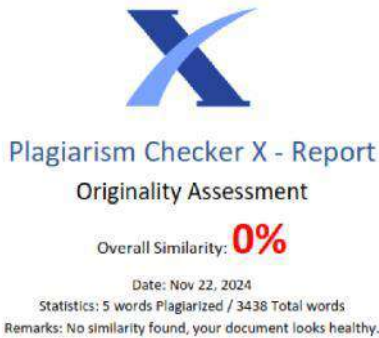 Plagiarism Checker X - Report
Originality Assessment
Overall Similarity: 0%
Date: Nov 22, 2024
Statistics: 5 words Plagiarized / 3438 Total words
Remarks: No similarity found, your document looks healthy.